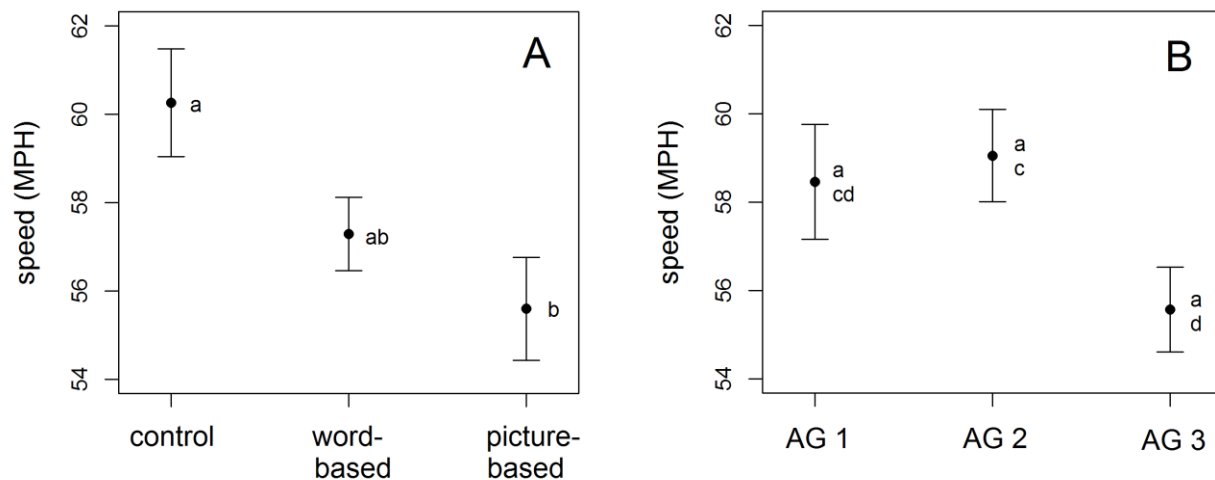 A
speed (MPH)
62
60
58
56
54
a
ab
b
control
word-
based
picture-
based
B
speed (MPH)
62
60
58
56
54
a
cd
a
c
a
d
AG 1
AG 2
AG 3